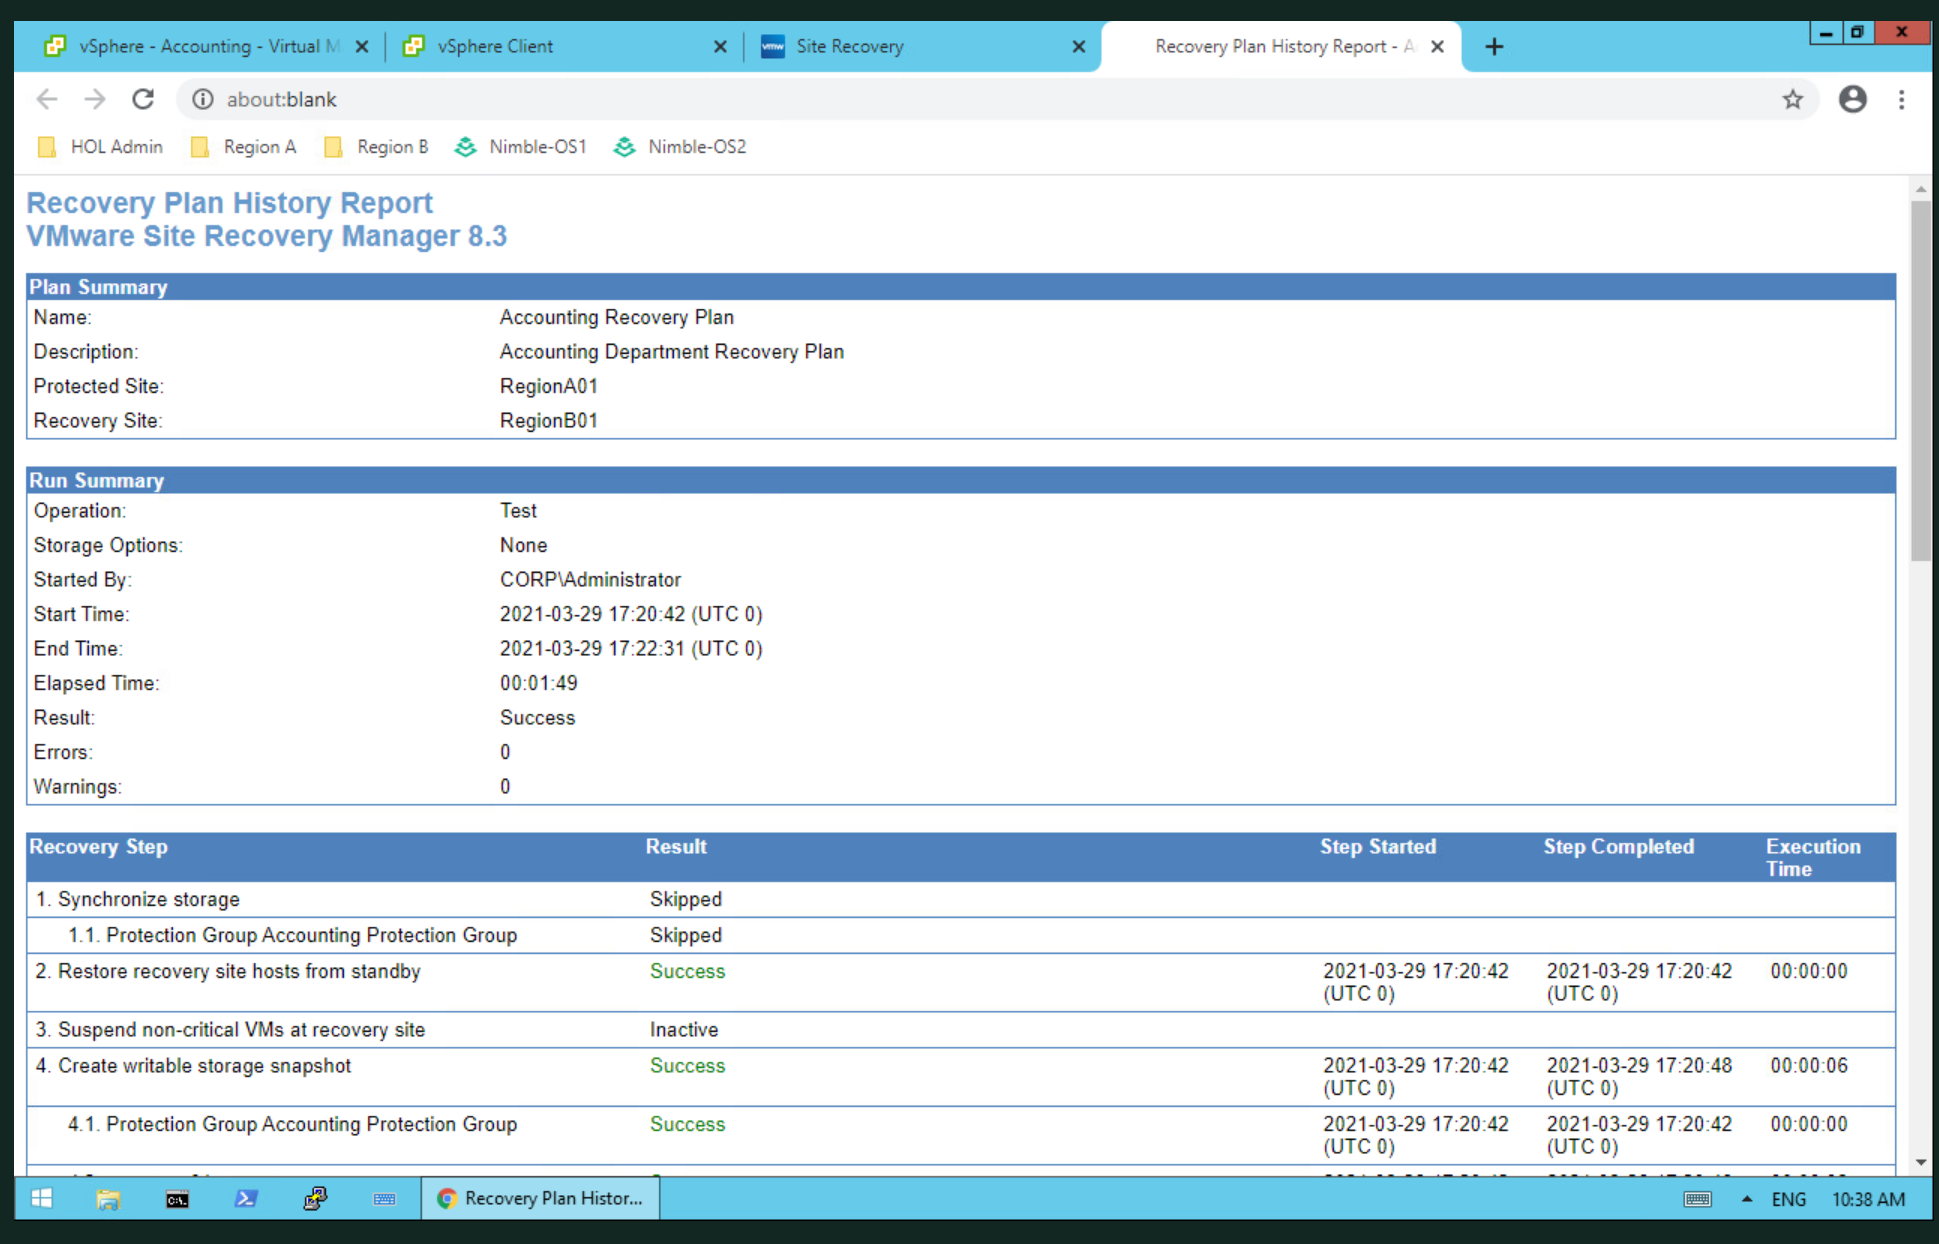 vSphere - Accounting - Virtual M
vSphere Client
Site Recovery
Recovery Plan History Report - A
about:blank
HOL Admin Region A Region B Nimble-OS1 Nimble-OS2
Recovery Plan History Report
VMware Site Recovery Manager 8.3
Plan Summary
Name: Accounting Recovery Plan
Description: Accounting Department Recovery Plan
Protected Site: RegionA01
Recovery Site: RegionB01
Run Summary
Operation: Test
Storage Options: None
Started By: CORP\Administrator
Start Time: 2021-03-29 17:20:42 (UTC 0)
End Time: 2021-03-29 17:22:31 (UTC 0)
Elapsed Time: 00:01:49
Result: Success
Errors: 0
Warnings: 0
Recovery Step Result Step Started Step Completed Execution
Time
1. Synchronize storage Skipped
1.1. Protection Group Accounting Protection Group Skipped
2. Restore recovery site hosts from standby Success 2021-03-29 17:20:42 2021-03-29 17:20:42 00:00:00
(UTC 0) (UTC 0)
3. Suspend non-critical VMs at recovery site Inactive
4. Create writable storage snapshot Success 2021-03-29 17:20:42 2021-03-29 17:20:48 00:00:06
(UTC 0) (UTC 0)
4.1. Protection Group Accounting Protection Group Success 2021-03-29 17:20:42 2021-03-29 17:20:42 00:00:00
(UTC 0) (UTC 0)
Recovery Plan Histor... ENG 10:38 AM